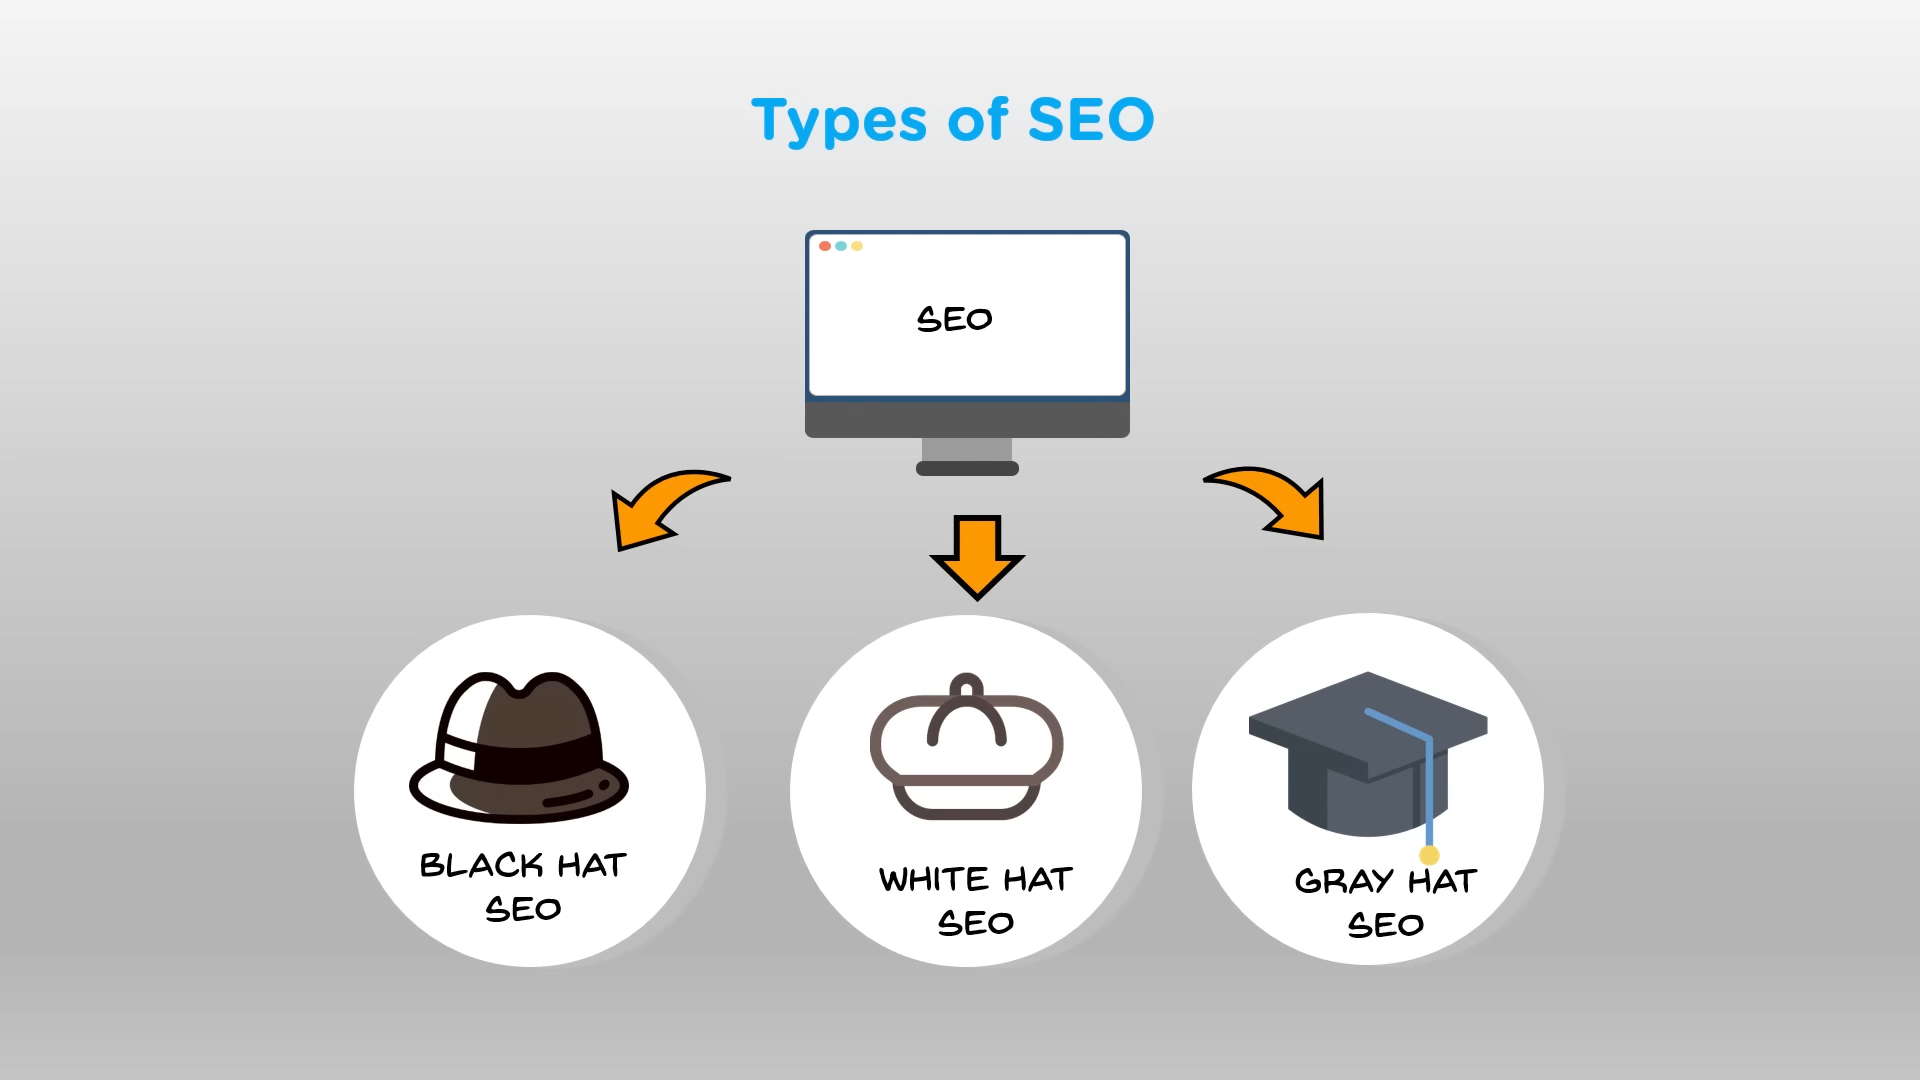 Types of SEO
SEO
BLACK HAT
SEO
WHITE HAT
SEO
GRAY HAT
SEO